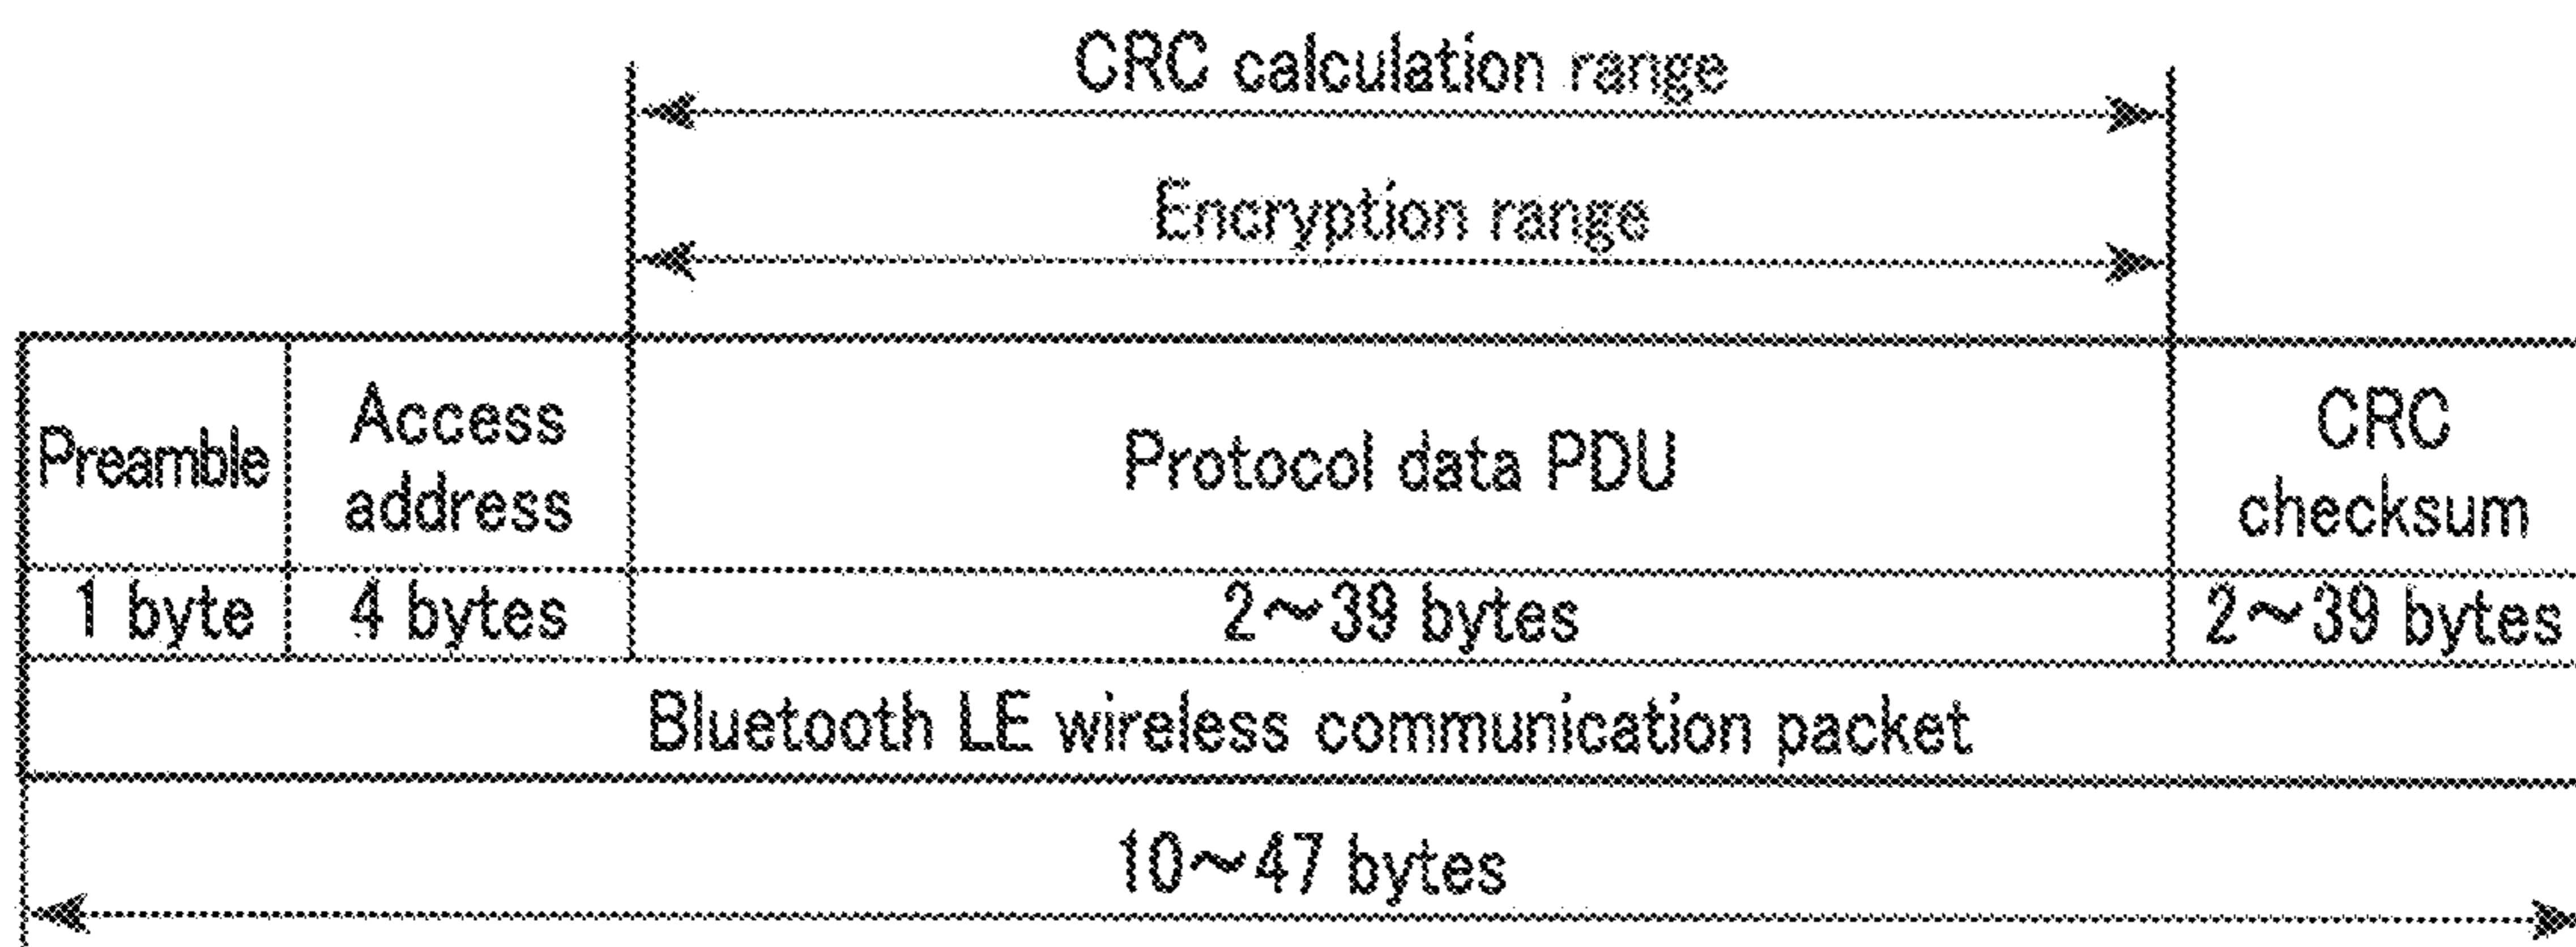 CRC calculation range
Encryption range
Preamble
Access
address
Protocol data PDU
CRC
checksum
1 byte
4 bytes
2～39 bytes
2～39 bytes
Bluetooth LE wireless communication packet
10～47 bytes